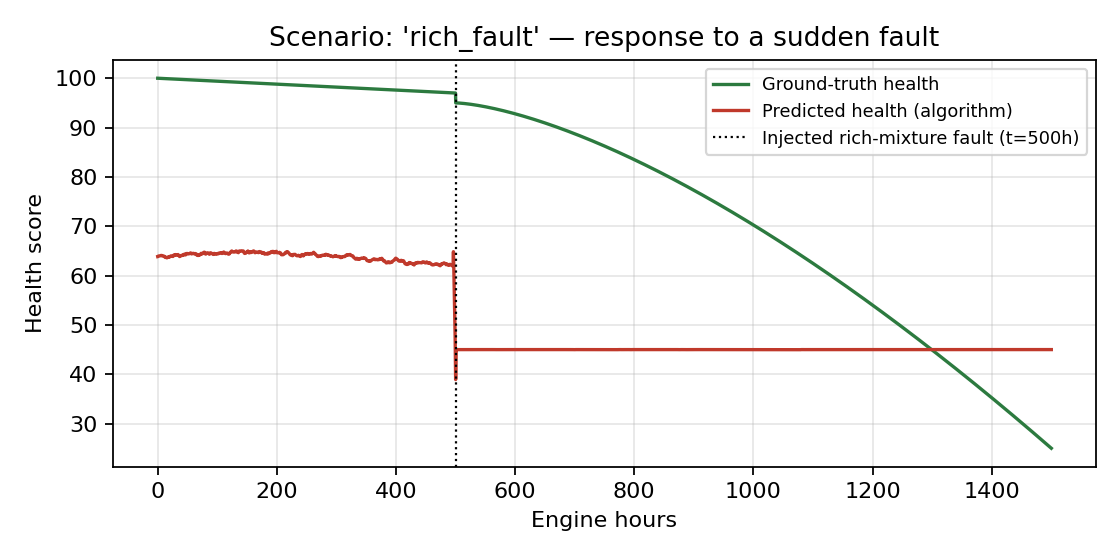 Scenario: 'rich_fault' — response to a sudden fault
Ground-truth health
Predicted health (algorithm)
Injected rich-mixture fault (t=500h)
Health score
100
90
80
70
60
50
40
30
0 200 400 600 800 1000 1200 1400
Engine hours